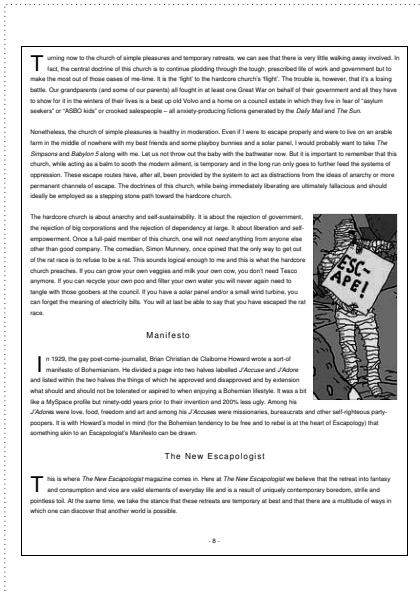 Turning now to the church of simple pleasures and temporary retreats, we can see that there is very little walking away involved. In
fact, the central doctrine of this church is to continue plodding through the tough, prescribed life of work and government but to
make the most out of those oases of me-time. It is the 'fight' to the hardcore church's 'flight'. The trouble is, however, that it's a losing
battle. Our grandparents (and some of our parents) all fought in at least one Great War on behalf of their government and all they have
to show for it in the winters of their lives is a beat up old Volvo and a home on a council estate in which they live in fear of "asylum
seekers" or "ASBO kids" or crooked salespeople – all anxiety-producing fictions generated by the Daily Mail and The Sun.
Nonetheless, the church of simple pleasures is healthy in moderation. Even if I were to escape properly and were to live on an arable
farm in the middle of nowhere with my best friends and some playboy bunnies and a solar panel, I would probably want to take The
Simpsons and Babylon 5 along with me. Let us not throw out the baby with the bathwater now. But it is important to remember that this
church, while acting as a balm to sooth the modern ailment, is temporary and in the long run only goes to further feed the systems of
oppression. These escape routes have, after all, been provided by the system to act as distractions from the ideas of anarchy or more
permanent channels of escape. The doctrines of this church, while being immediately liberating are ultimately fallacious and should
ideally be employed as a stepping stone path toward the hardcore church.
The hardcore church is about anarchy and self-sustainability. It is about the rejection of government,
the rejection of big corporations and the rejection of dependency at large. It about liberation and self-
empowerment. Once a full-paid member of this church, one will not need anything from anyone else
other than good company. The comedian, Simon Munnery, once opined that the only way to get out
of the rat race is to refuse to be a rat. This sounds logical enough to me and this is what the hardcore
church preaches. If you can grow your own veggies and milk your own cow, you don't need Tesco
anymore. If you can recycle your own poo and filter your own water you will never again need to
tangle with those goobers at the council. If you have a solar panel and/or a small wind turbine, you
can forget the meaning of electricity bills. You will at last be able to say that you have escaped the rat
race.
ESC-
APE!
Manifesto
In 1929, the gay poet-come-journalist, Brian Christian de Claiborne Howard wrote a sort-of
manifesto of Bohemianism. He divided a page into two halves labelled J'Accuse and J'Adore
and listed within the two halves the things of which he approved and disapproved and by extension
what should and should not be tolerated or aspired to when enjoying a Bohemian lifestyle. It was a bit
like a MySpace profile but ninety-odd years prior to their invention and 200% less ugly. Among his
J'Adores were love, food, freedom and art and among his J'Accuses were missionaries, bureaucrats and other self-righteous party-
poopers. It is with Howard's model in mind (for the Bohemian tendency to be free and to rebel is at the heart of Escapology) that
something akin to an Escapologist's Manifesto can be drawn.
The New Escapologist
This is where The New Escapologist magazine comes in. Here at The New Escapologist we believe that the retreat into fantasy
and consumption and vice are valid elements of everyday life and is a result of uniquely contemporary boredom, strife and
pointless toil. At the same time, we take the stance that these retreats are temporary at best and that there are a multitude of ways in
which one can discover that another world is possible.
- 8 -